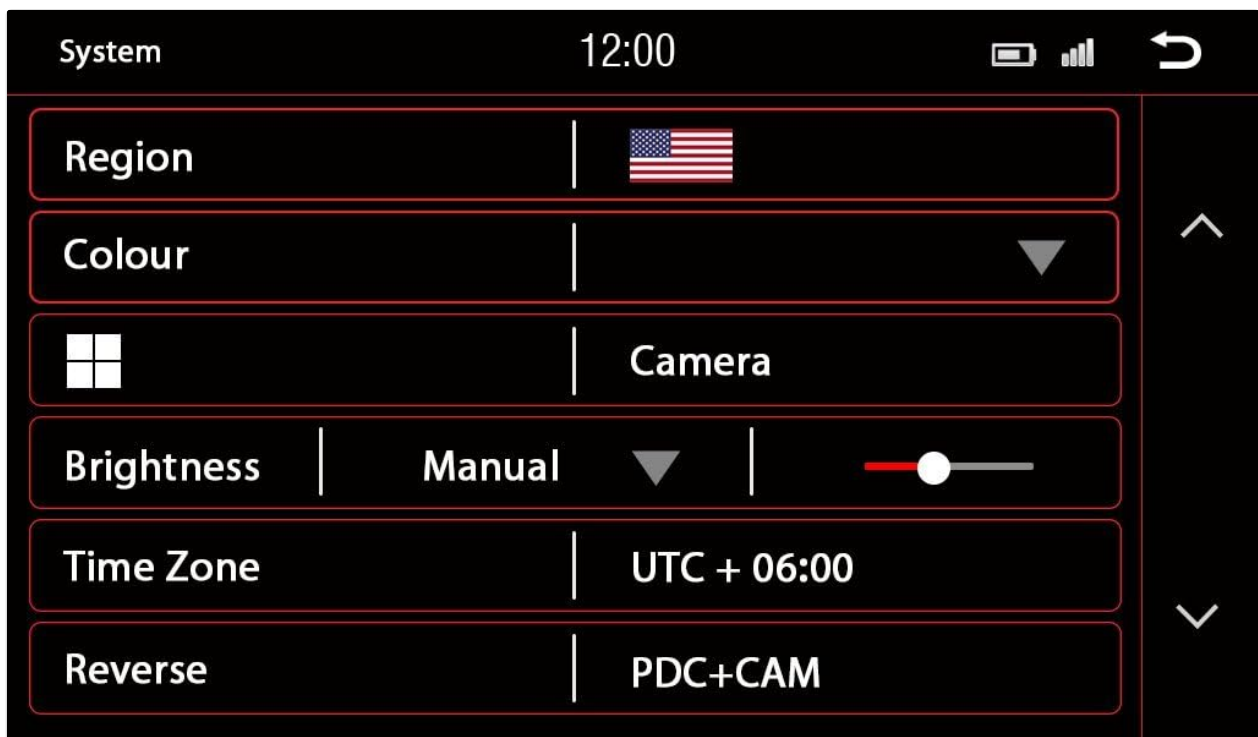 System 12:00
Region
Colour
Camera
Brightness Manual
Time Zone UTC + 06:00
Reverse PDC+CAM